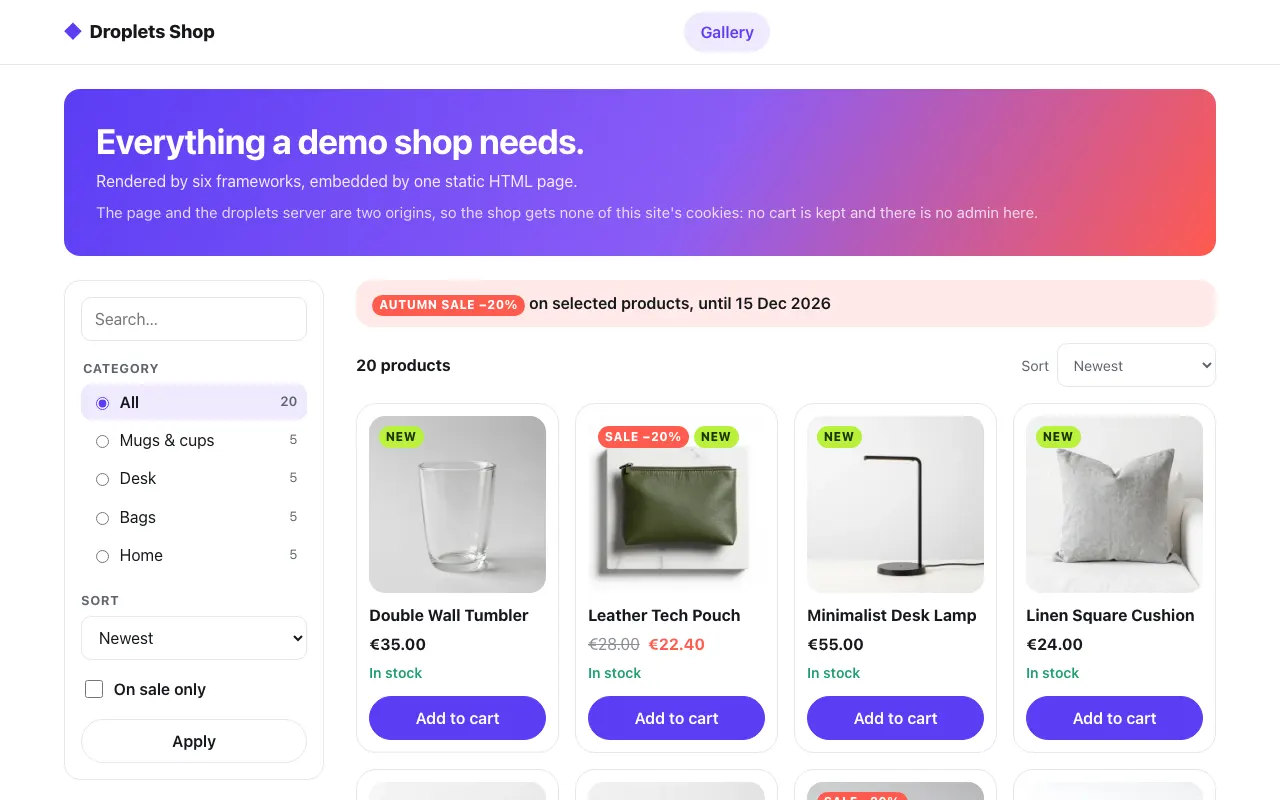 Droplets Shop
Gallery
Everything a demo shop needs.
Rendered by six frameworks, embedded by one static HTML page.
The page and the droplets server are two origins, so the shop gets none of this site's cookies: no cart is kept and there is no admin here.
Search...
CATEGORY
All 20
Mugs & cups 5
Desk 5
Bags 5
Home 5
SORT
Newest
On sale only
Apply
AUTUMN SALE −20% on selected products, until 15 Dec 2026
20 products
Sort Newest
NEW
Double Wall Tumbler
€35.00
In stock
Add to cart
SALE −20% NEW
Leather Tech Pouch
€28.00 €22.40
In stock
Add to cart
NEW
Minimalist Desk Lamp
€55.00
In stock
Add to cart
NEW
Linen Square Cushion
€24.00
In stock
Add to cart
SALE −20%